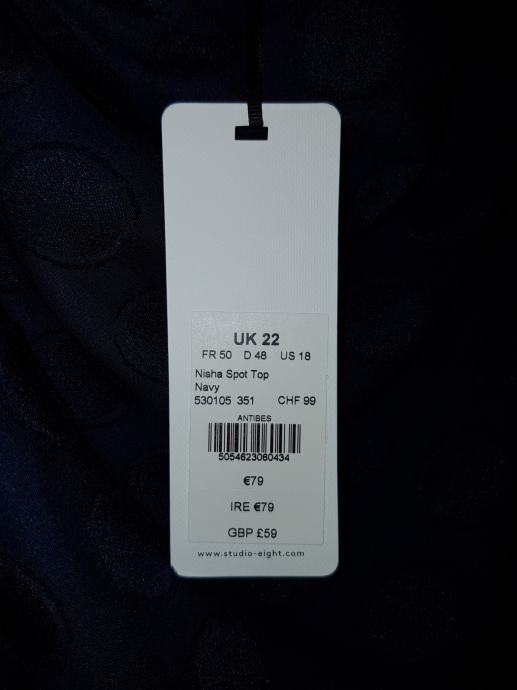 UK 22
FR 50 D 48 US 18
Nisha Spot Top
Navy
530105 351 CHF 99
ANTIBES
5054623060434
€79
IRE €79
GBP £59
www.studio-eight.com